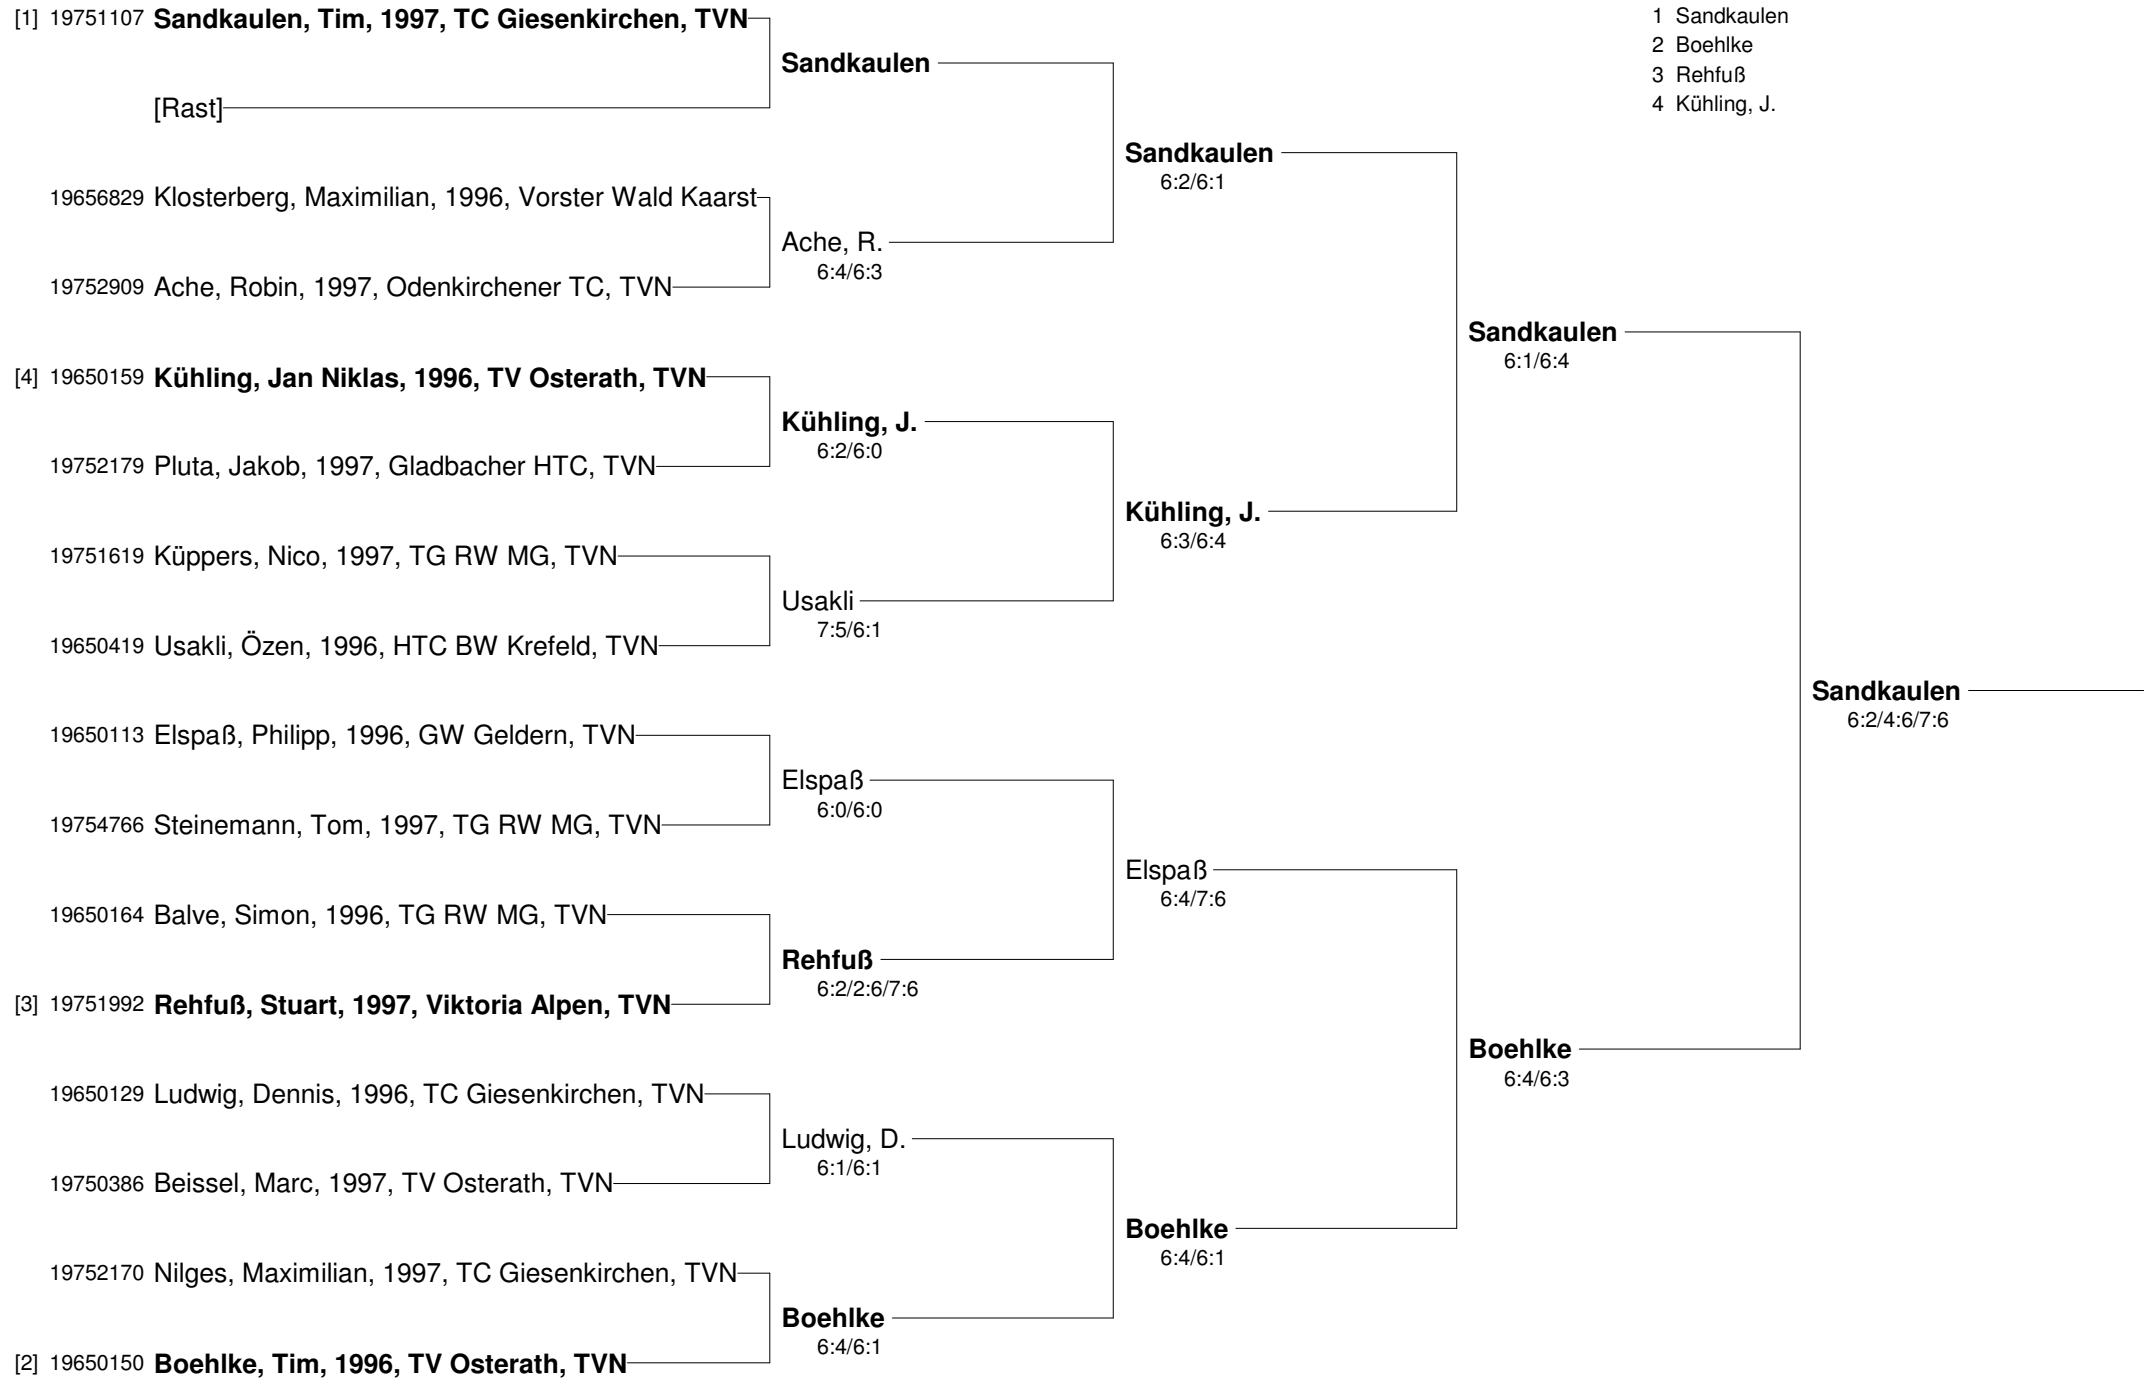 [1] 19751107 Sandkaulen, Tim, 1997, TC Giesenkirchen, TVN
[Rast]
19656829 Klosterberg, Maximilian, 1996, Vorster Wald Kaarst
19752909 Ache, Robin, 1997, Odenkirchener TC, TVN
[4] 19650159 Kühling, Jan Niklas, 1996, TV Osterath, TVN
19752179 Pluta, Jakob, 1997, Gladbacher HTC, TVN
19751619 Küppers, Nico, 1997, TG RW MG, TVN
19650419 Usakli, Özen, 1996, HTC BW Krefeld, TVN
19650113 Elspaß, Philipp, 1996, GW Geldern, TVN
19754766 Steinemann, Tom, 1997, TG RW MG, TVN
19650164 Balve, Simon, 1996, TG RW MG, TVN
[3] 19751992 Rehfuß, Stuart, 1997, Viktoria Alpen, TVN
19650129 Ludwig, Dennis, 1996, TC Giesenkirchen, TVN
19750386 Beissel, Marc, 1997, TV Osterath, TVN
19752170 Nilges, Maximilian, 1997, TC Giesenkirchen, TVN
[2] 19650150 Boehlke, Tim, 1996, TV Osterath, TVN
Sandkaulen
Ache, R.
6:4/6:3
Kühling, J.
6:2/6:0
Usakli
7:5/6:1
Elspaß
6:0/6:0
Rehfuß
6:2/2:6/7:6
Ludwig, D.
6:1/6:1
Boehlke
6:4/6:1
Sandkaulen
6:2/6:1
Kühling, J.
6:3/6:4
Elspaß
6:4/7:6
Boehlke
6:4/6:1
Sandkaulen
6:1/6:4
Boehlke
6:4/6:3
Sandkaulen
6:2/4:6/7:6
1 Sandkaulen
2 Boehlke
3 Rehfuß
4 Kühling, J.